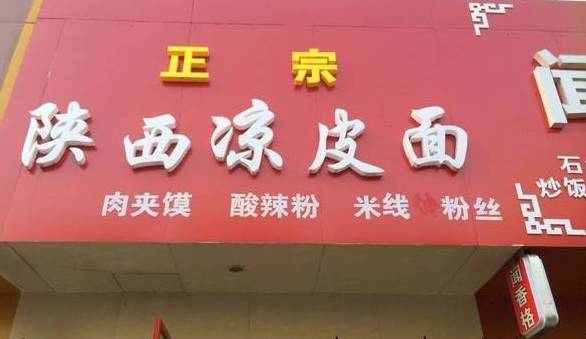 正宗
陕西凉皮面
肉夹馍 酸辣粉 米线 粉丝
石
炒饭
闻香格